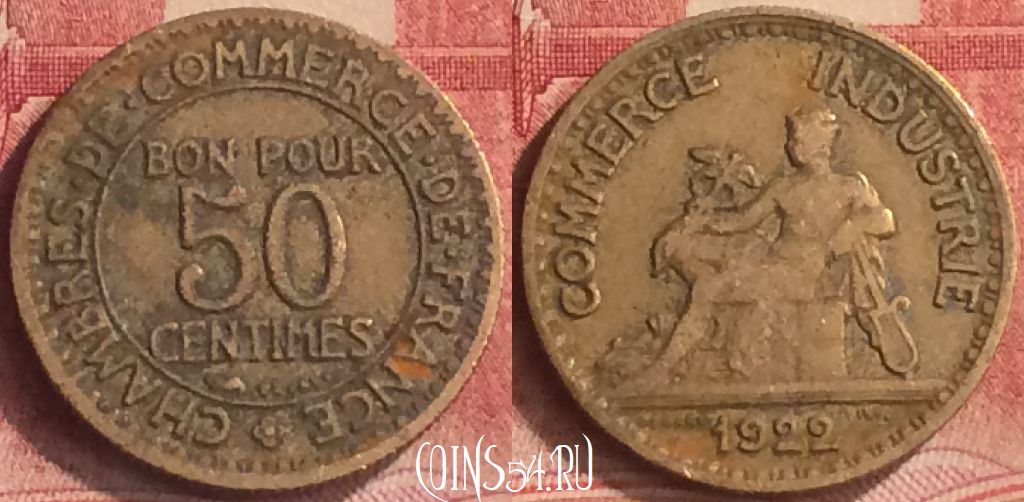 CHAMBRES·DE·COMMERCE·DE·FRANCE
BON POUR
50
CENTIMES
COMMERCE INDUSTRIE
1922
COINS54.RU